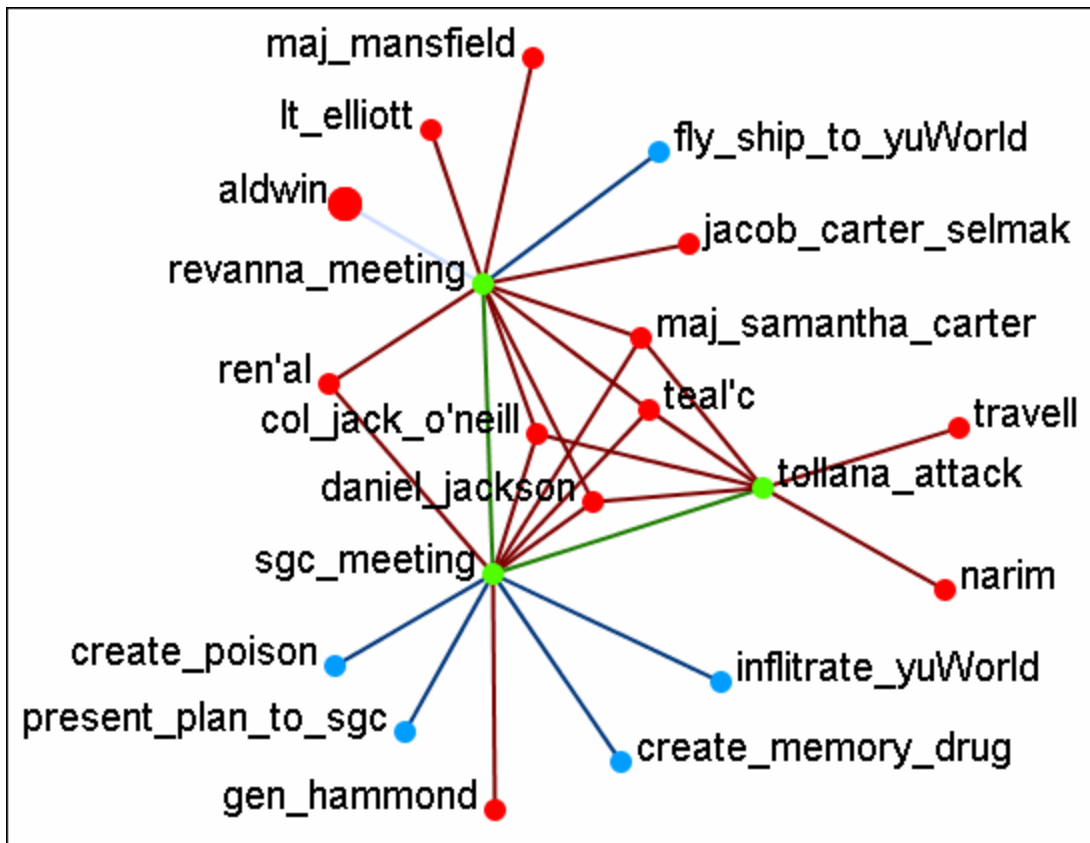 maj_mansfield
lt_elliott
fly_ship_to_yuWorld
aldwin
jacob_carter_selmak
revanna_meeting
maj_samantha_carter
ren'al
teal'c
col_jack_o'neill
travell
tollana_attack
daniel_jackson
sgc_meeting
narim
create_poison
inflitrate_yuWorld
present_plan_to_sgc
create_memory_drug
gen_hammond